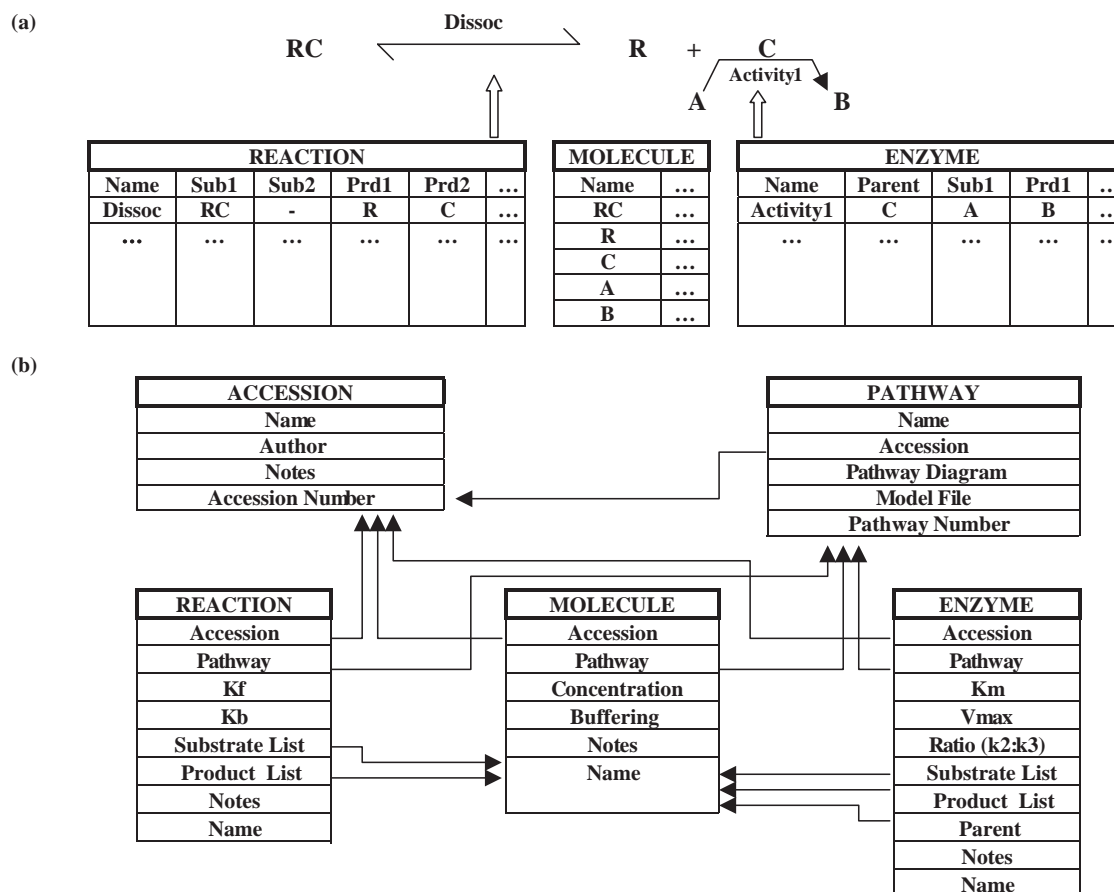 (a)
Dissoc
RC R + C
Activity1
A B
REACTION
Name Sub1 Sub2 Prd1 Prd2 ...
Dissoc RC - R C ...
... ... ... ... ... ...
MOLECULE
Name ...
RC ...
R ...
C ...
A ...
B ...
ENZYME
Name Parent Sub1 Prd1 ...
Activity1 C A B ...
... ... ... ... ...
(b)
ACCESSION
Name
Author
Notes
Accession Number
PATHWAY
Name
Accession
Pathway Diagram
Model File
Pathway Number
REACTION
Accession
Pathway
Kf
Kb
Substrate List
Product List
Notes
Name
MOLECULE
Accession
Pathway
Concentration
Buffering
Notes
Name
ENZYME
Accession
Pathway
Km
Vmax
Ratio (k2:k3)
Substrate List
Product List
Parent
Notes
Name